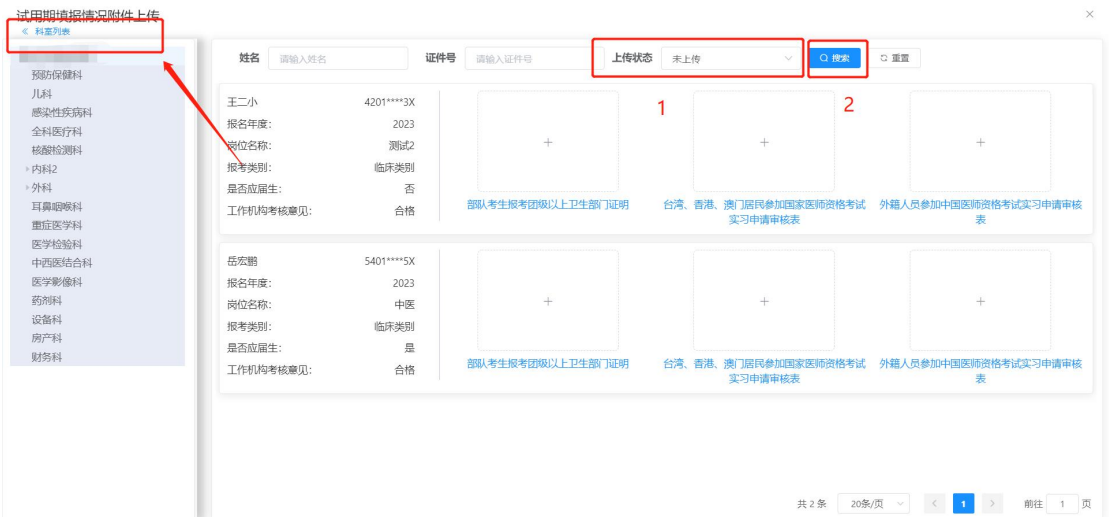 试用期填报情况附件上传
×
« 科室列表
预防保健科
儿科
感染性疾病科
全科医疗科
核酸检测科
内科2
外科
耳鼻咽喉科
重症医学科
医学检验科
中西医结合科
医学影像科
药剂科
设备科
房产科
财务科
姓名 请输入姓名 证件号 请输入证件号 上传状态 未上传 搜索 重置
1 2
王二小 4201****3X
报名年度: 2023
岗位名称: 测试2
报考类别: 临床类别
是否应届生: 否
工作机构考核意见: 合格
+ + +
部队考生报考团级以上卫生部门证明
台湾、香港、澳门居民参加国家医师资格考试
实习申请审核表
外籍人员参加中国医师资格考试实习申请审核
表
岳宏鹏 5401****5X
报名年度: 2023
岗位名称: 中医
报考类别: 临床类别
是否应届生: 是
工作机构考核意见: 合格
+ + +
部队考生报考团级以上卫生部门证明
台湾、香港、澳门居民参加国家医师资格考试
实习申请审核表
外籍人员参加中国医师资格考试实习申请审核
表
共 2 条 20条/页 < 1 > 前往 1 页